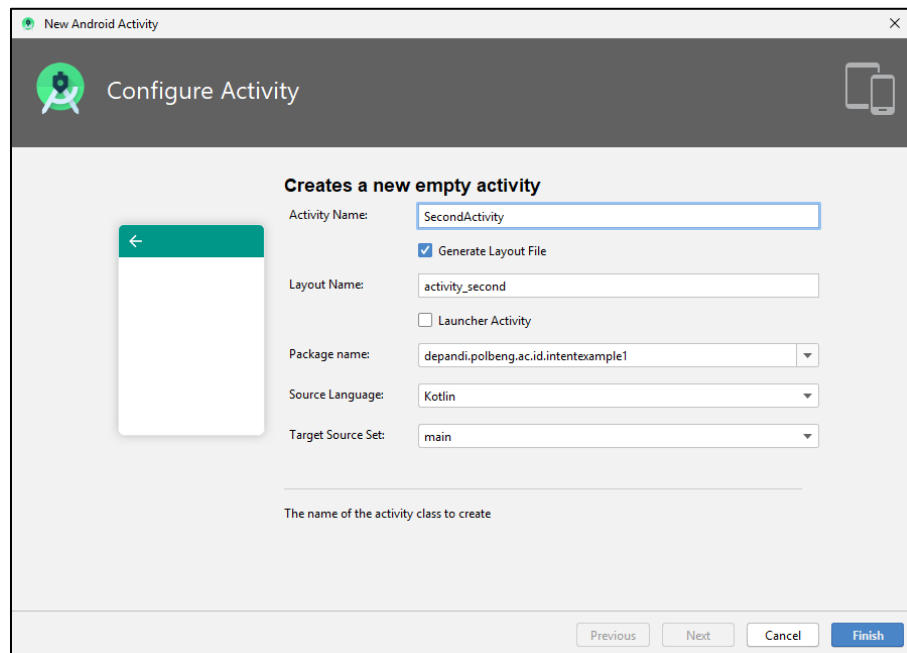 New Android Activity
Configure Activity
Creates a new empty activity
Activity Name: SecondActivity
Generate Layout File
Layout Name: activity_second
Launcher Activity
Package name: depandi.polbeng.ac.id.intentexample1
Source Language: Kotlin
Target Source Set: main
The name of the activity class to create
Previous Next Cancel Finish